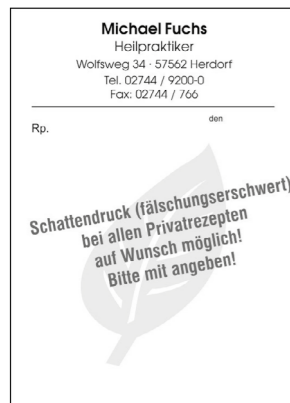 Michael Fuchs
Heilpraktiker
Wolfsweg 34 · 57562 Herdorf
Tel. 02744 / 9200-0
Fax: 02744 / 766
den
Rp.
Schattendruck (fälschungserschwert)
bei allen Privatrezepten
auf Wunsch möglich!
Bitte mit angeben!